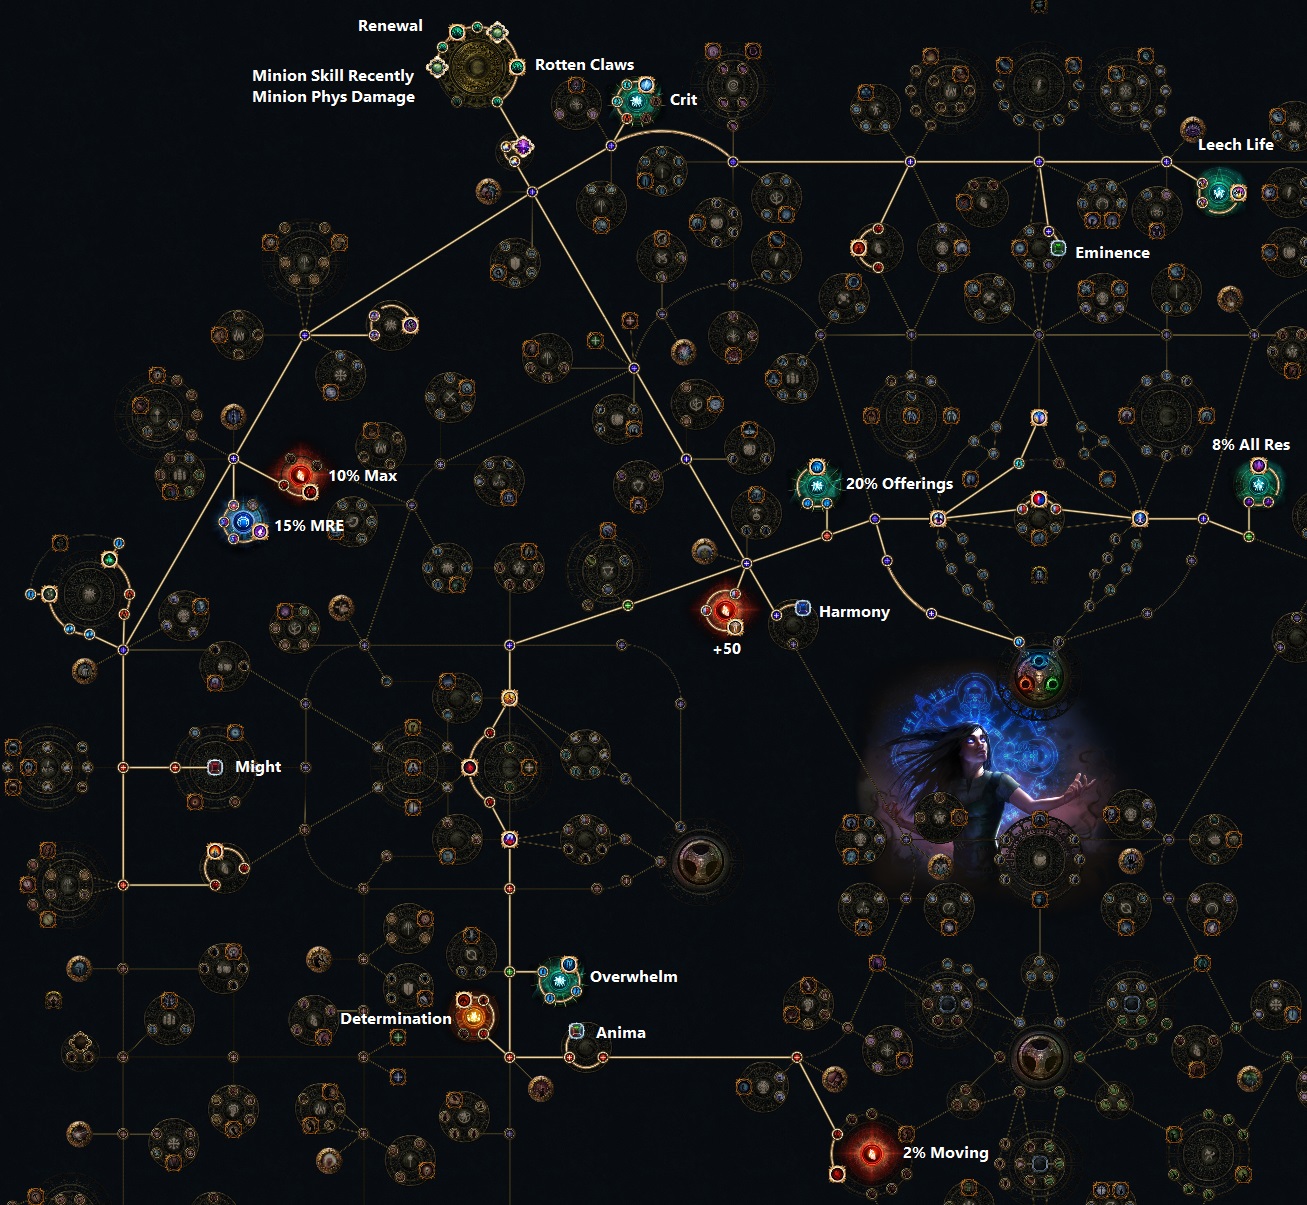 Renewal
Rotten Claws
Minion Skill Recently
Minion Phys Damage
Crit
Leech Life
Eminence
8% All Res
10% Max
20% Offerings
15% MRE
Harmony
+50
Might
Overwhelm
Determination
Anima
2% Moving